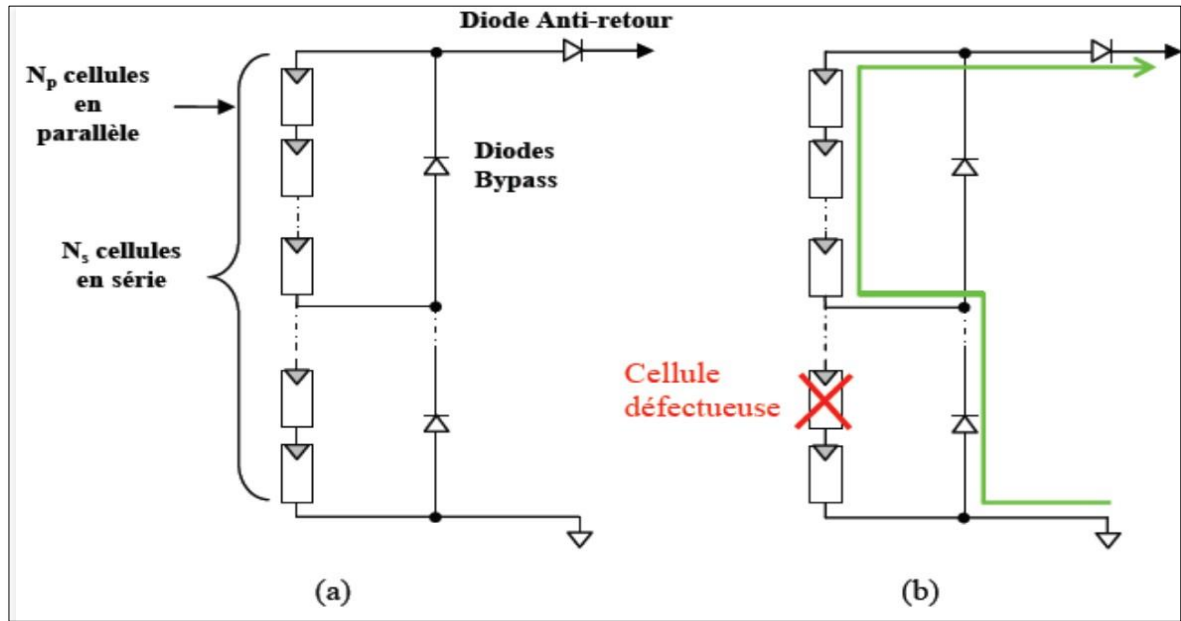 Diode Anti-retour
Np cellules
en
parallèle
Diodes
Bypass
Ns cellules
en série
Cellule
défectueuse
(a)
(b)